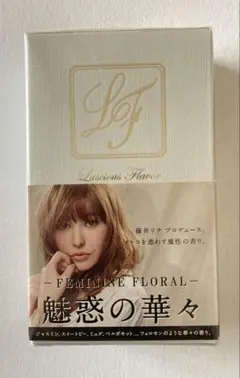 LF
Luscious Flavor
藤井リナ プロデュース。
オトコを惑わす魔性の香り。
— FEMININE FLORAL —
魅惑の華々
ジャスミン、スイートピー、ミュゲ、ベルガモット…フェロモンのような華々の香り。